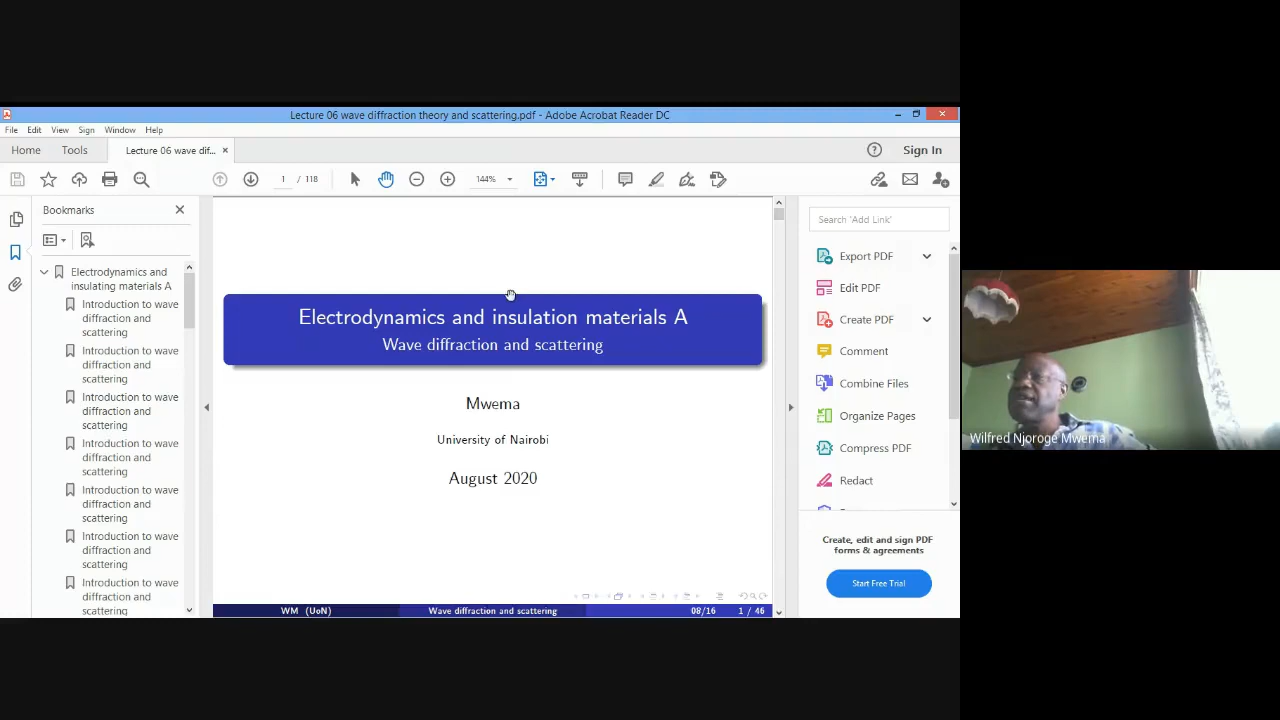 Lecture 06 wave diffraction theory and scattering.pdf - Adobe Acrobat Reader DC
File Edit View Sign Window Help
Home Tools Lecture 06 wave dif... × Sign In
1 / 118 144%
Bookmarks
Electrodynamics and
insulating materials A
Introduction to wave
diffraction and
scattering
Introduction to wave
diffraction and
scattering
Introduction to wave
diffraction and
scattering
Introduction to wave
diffraction and
scattering
Introduction to wave
diffraction and
scattering
Introduction to wave
diffraction and
scattering
Introduction to wave
diffraction and
scattering
Electrodynamics and insulation materials A
Wave diffraction and scattering
Mwema
University of Nairobi
August 2020
WM (UoN) Wave diffraction and scattering 08/16 1 / 46
Search 'Add Link'
Export PDF
Edit PDF
Create PDF
Comment
Combine Files
Organize Pages
Compress PDF
Redact
Create, edit and sign PDF
forms & agreements
Start Free Trial
Wilfred Njoroge Mwema